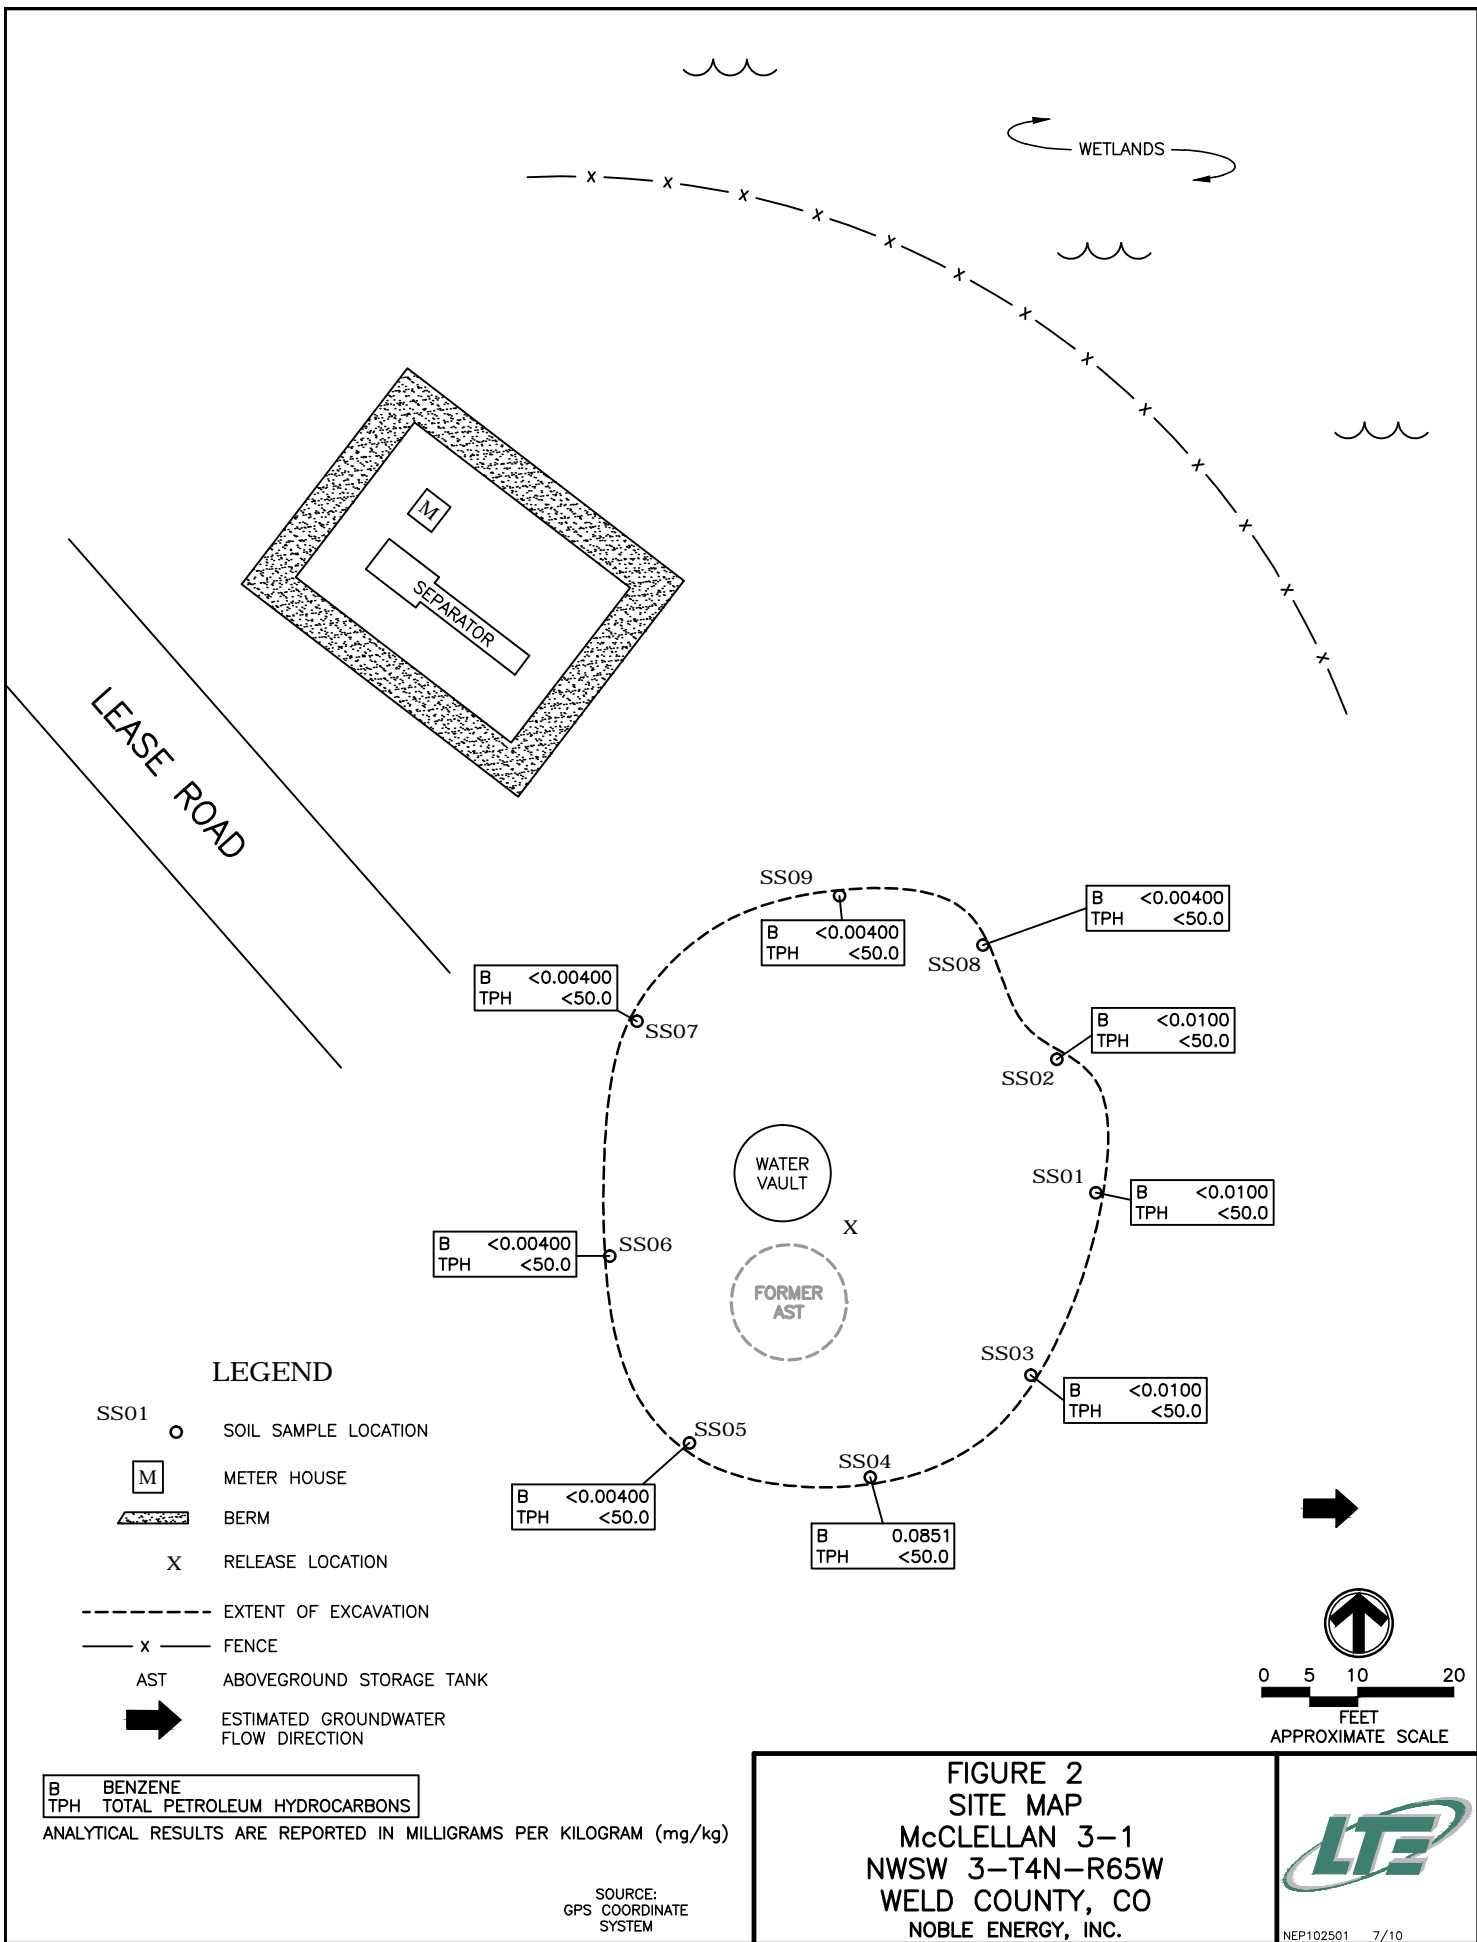 WETLANDS
M
SEPARATOR
LEASE ROAD
SS09
B <0.00400
TPH <50.0
B <0.00400
TPH <50.0
SS08
B <0.00400
TPH <50.0
SS07
B <0.0100
TPH <50.0
SS02
WATER
VAULT
SS01
B <0.0100
TPH <50.0
X
B <0.00400
TPH <50.0
SS06
FORMER
AST
SS03
B <0.0100
TPH <50.0
SS05
B <0.00400
TPH <50.0
SS04
B 0.0851
TPH <50.0
LEGEND
SS01
SOIL SAMPLE LOCATION
M METER HOUSE
BERM
X RELEASE LOCATION
EXTENT OF EXCAVATION
X FENCE
AST ABOVEGROUND STORAGE TANK
ESTIMATED GROUNDWATER
FLOW DIRECTION
B BENZENE
TPH TOTAL PETROLEUM HYDROCARBONS
ANALYTICAL RESULTS ARE REPORTED IN MILLIGRAMS PER KILOGRAM (mg/kg)
SOURCE:
GPS COORDINATE
SYSTEM
0 5 10 20
FEET
APPROXIMATE SCALE
FIGURE 2
SITE MAP
McCLELLAN 3-1
NWSW 3-T4N-R65W
WELD COUNTY, CO
NOBLE ENERGY, INC.
LTE
NEP102501 7/10